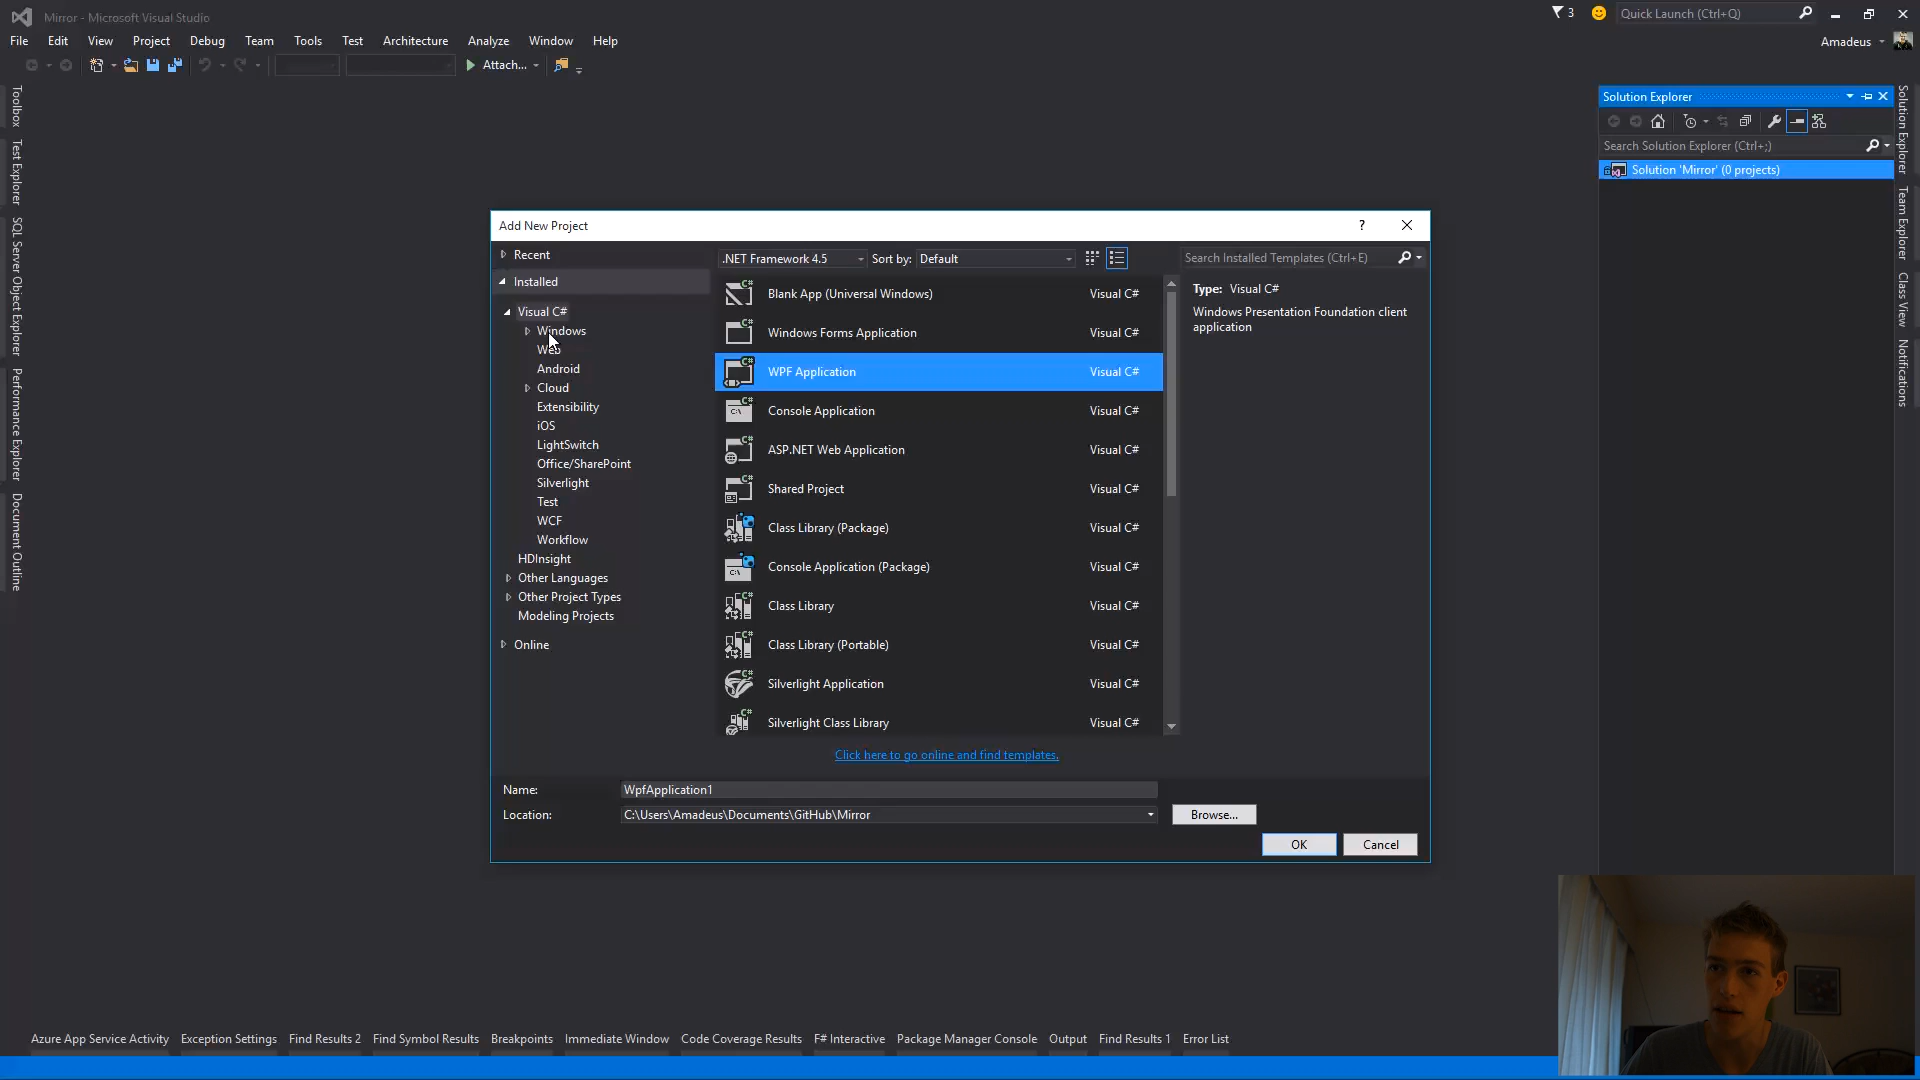 Mirror - Microsoft Visual Studio
3
Quick Launch (Ctrl+Q)
File Edit View Project Debug Team Tools Test Architecture Analyze Window Help
Amadeus
Attach...
Toolbox
Test Explorer
SQL Server Object Explorer
Performance Explorer
Document Outline
Solution Explorer
Search Solution Explorer (Ctrl+;)
Solution 'Mirror' (0 projects)
Solution Explorer
Team Explorer
Class View
Notifications
Add New Project
?
Recent
Installed
Visual C#
Windows
Web
Android
Cloud
Extensibility
iOS
LightSwitch
Office/SharePoint
Silverlight
Test
WCF
Workflow
HDInsight
Other Languages
Other Project Types
Modeling Projects
Online
.NET Framework 4.5 Sort by: Default
Search Installed Templates (Ctrl+E)
Blank App (Universal Windows) Visual C#
Windows Forms Application Visual C#
WPF Application Visual C#
Console Application Visual C#
ASP.NET Web Application Visual C#
Shared Project Visual C#
Class Library (Package) Visual C#
Console Application (Package) Visual C#
Class Library Visual C#
Class Library (Portable) Visual C#
Silverlight Application Visual C#
Silverlight Class Library Visual C#
Type: Visual C#
Windows Presentation Foundation client
application
Click here to go online and find templates.
Name: WpfApplication1
Location: C:\Users\Amadeus\Documents\GitHub\Mirror
Browse...
OK Cancel
Azure App Service Activity Exception Settings Find Results 2 Find Symbol Results Breakpoints Immediate Window Code Coverage Results F# Interactive Package Manager Console Output Find Results 1 Error List